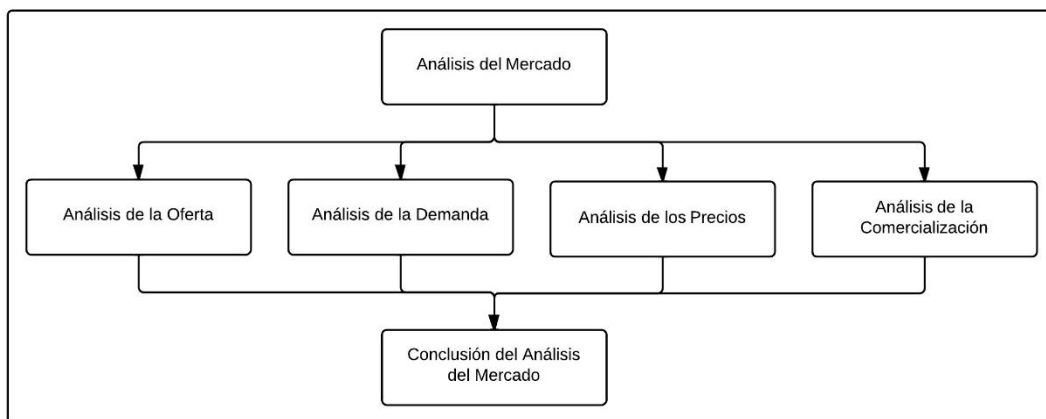 Análisis del Mercado
Análisis de la Oferta
Análisis de la Demanda
Análisis de los Precios
Análisis de la
Comercialización
Conclusión del Análisis
del Mercado